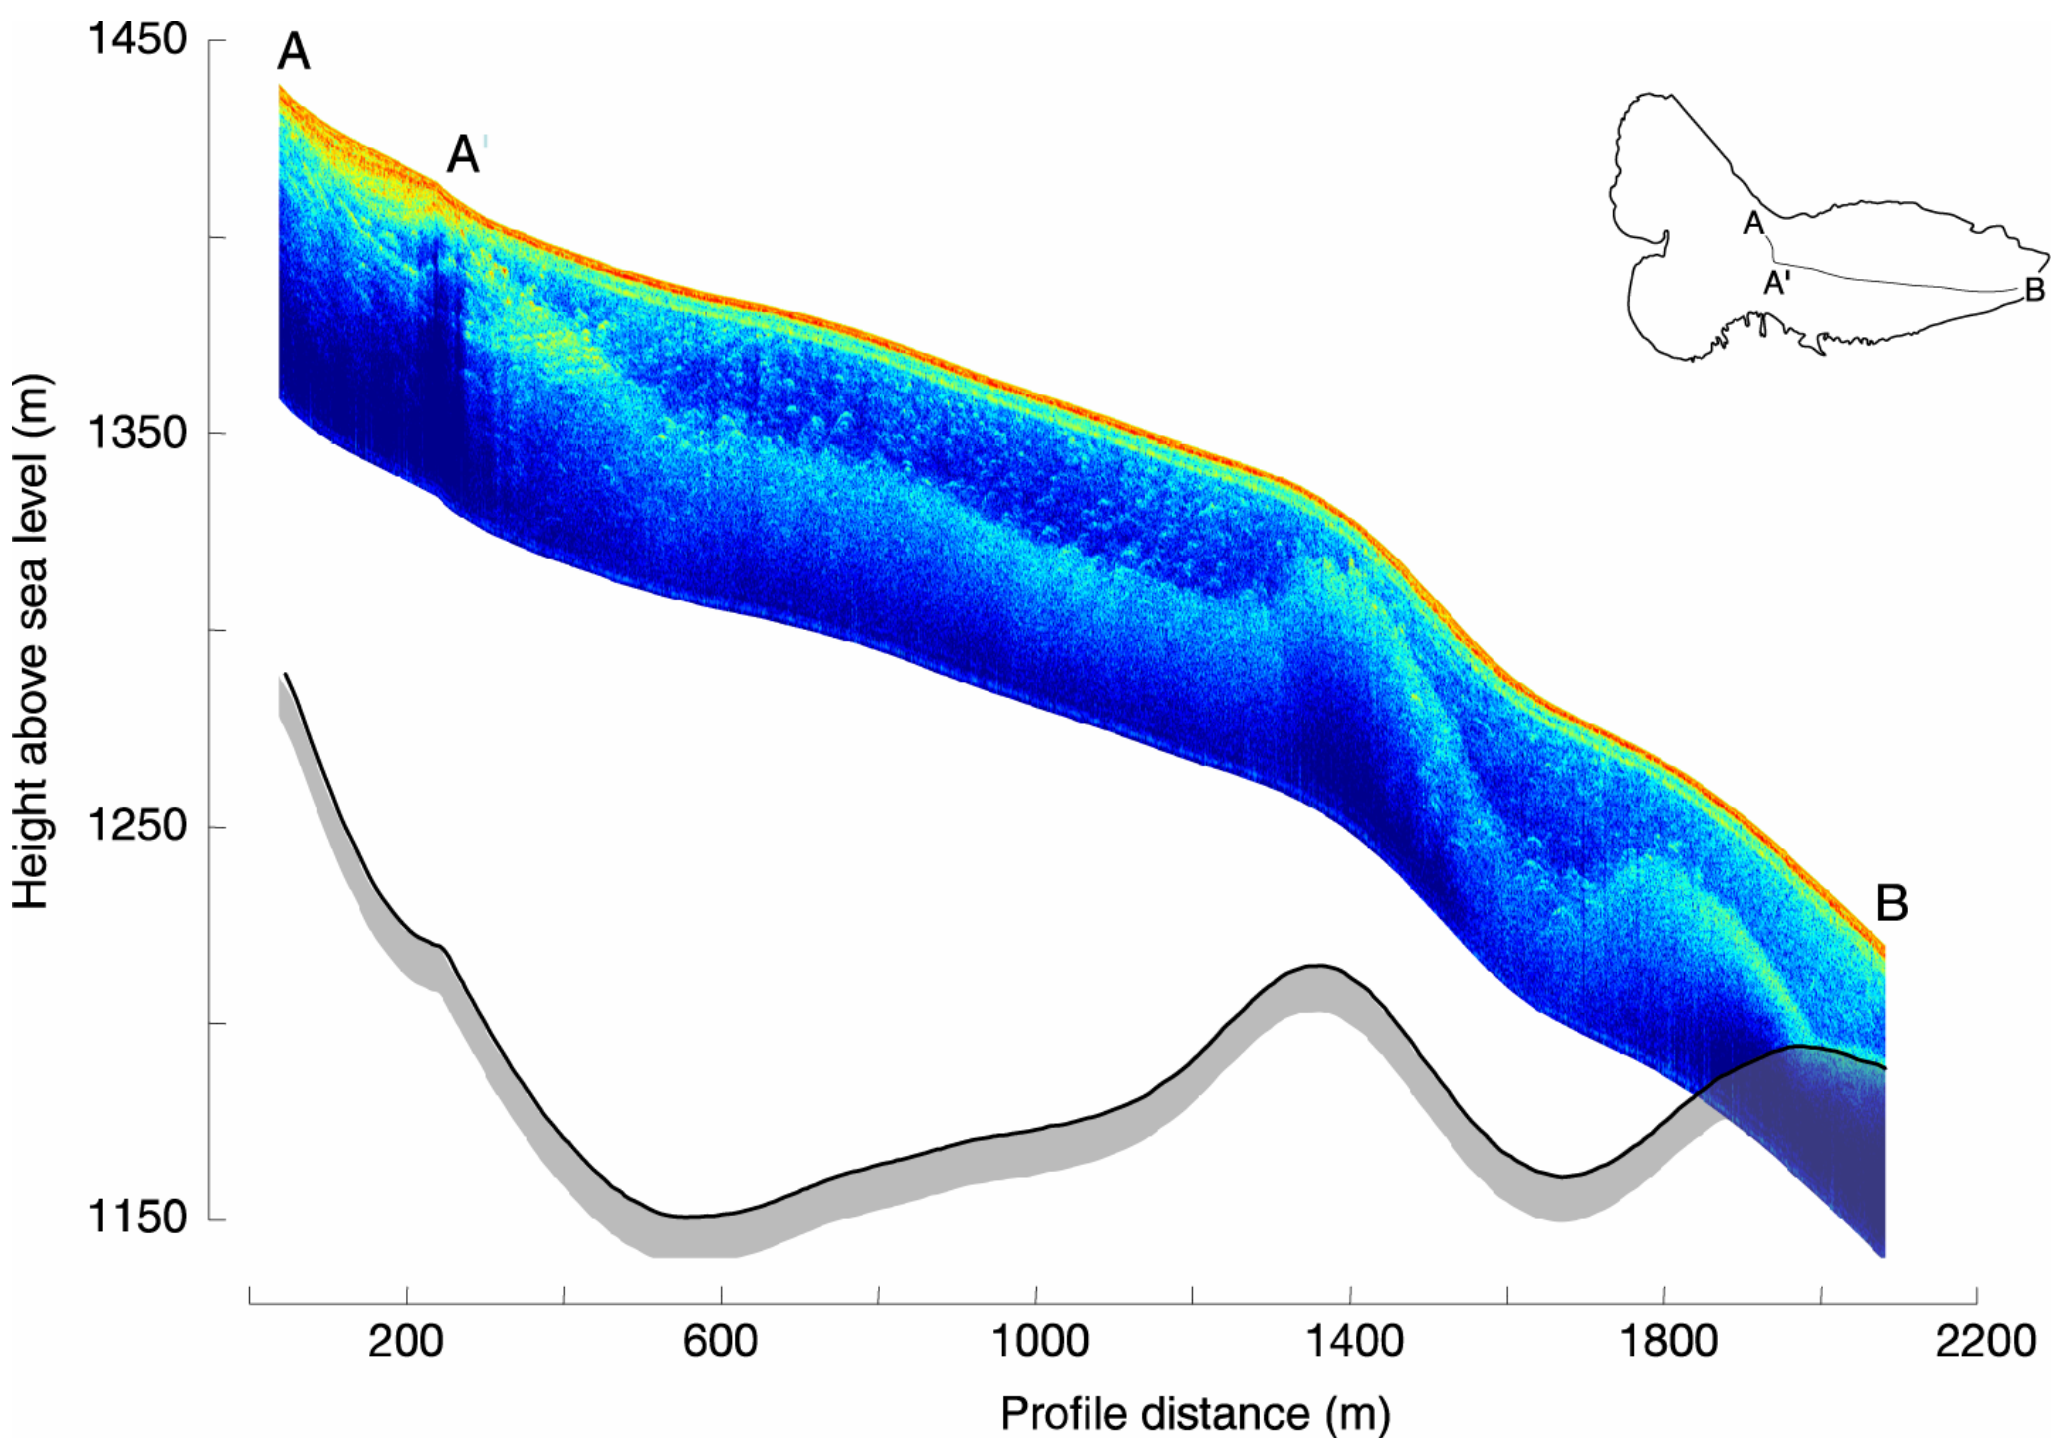 1450
A
A'
A
A'
B
1350
Height above sea level (m)
1250
B
1150
200 600 1000 1400 1800 2200
Profile distance (m)